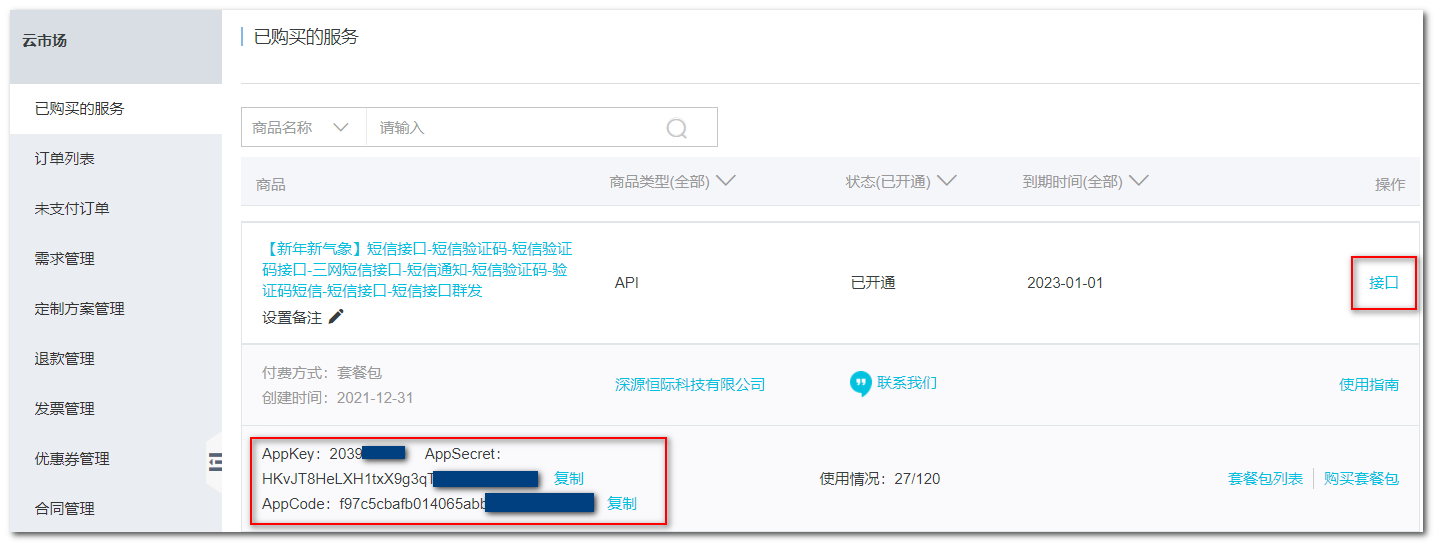 云市场
已购买的服务
订单列表
未支付订单
需求管理
定制方案管理
退款管理
发票管理
优惠券管理
合同管理
已购买的服务
商品名称 请输入
商品 商品类型(全部) 状态(已开通) 到期时间(全部) 操作
【新年新气象】短信接口-短信验证码-短信验证
码接口-三网短信接口-短信通知-短信验证码-验
证码短信-短信接口-短信接口群发
设置备注
API 已开通 2023-01-01 接口
付费方式：套餐包
创建时间：2021-12-31
深源恒际科技有限公司 联系我们 使用指南
AppKey：2039 AppSecret：
HKvJT8HeLXH1txX9g3qT 复制
AppCode：f97c5cbafb014065abb 复制
使用情况：27/120 套餐包列表 购买套餐包